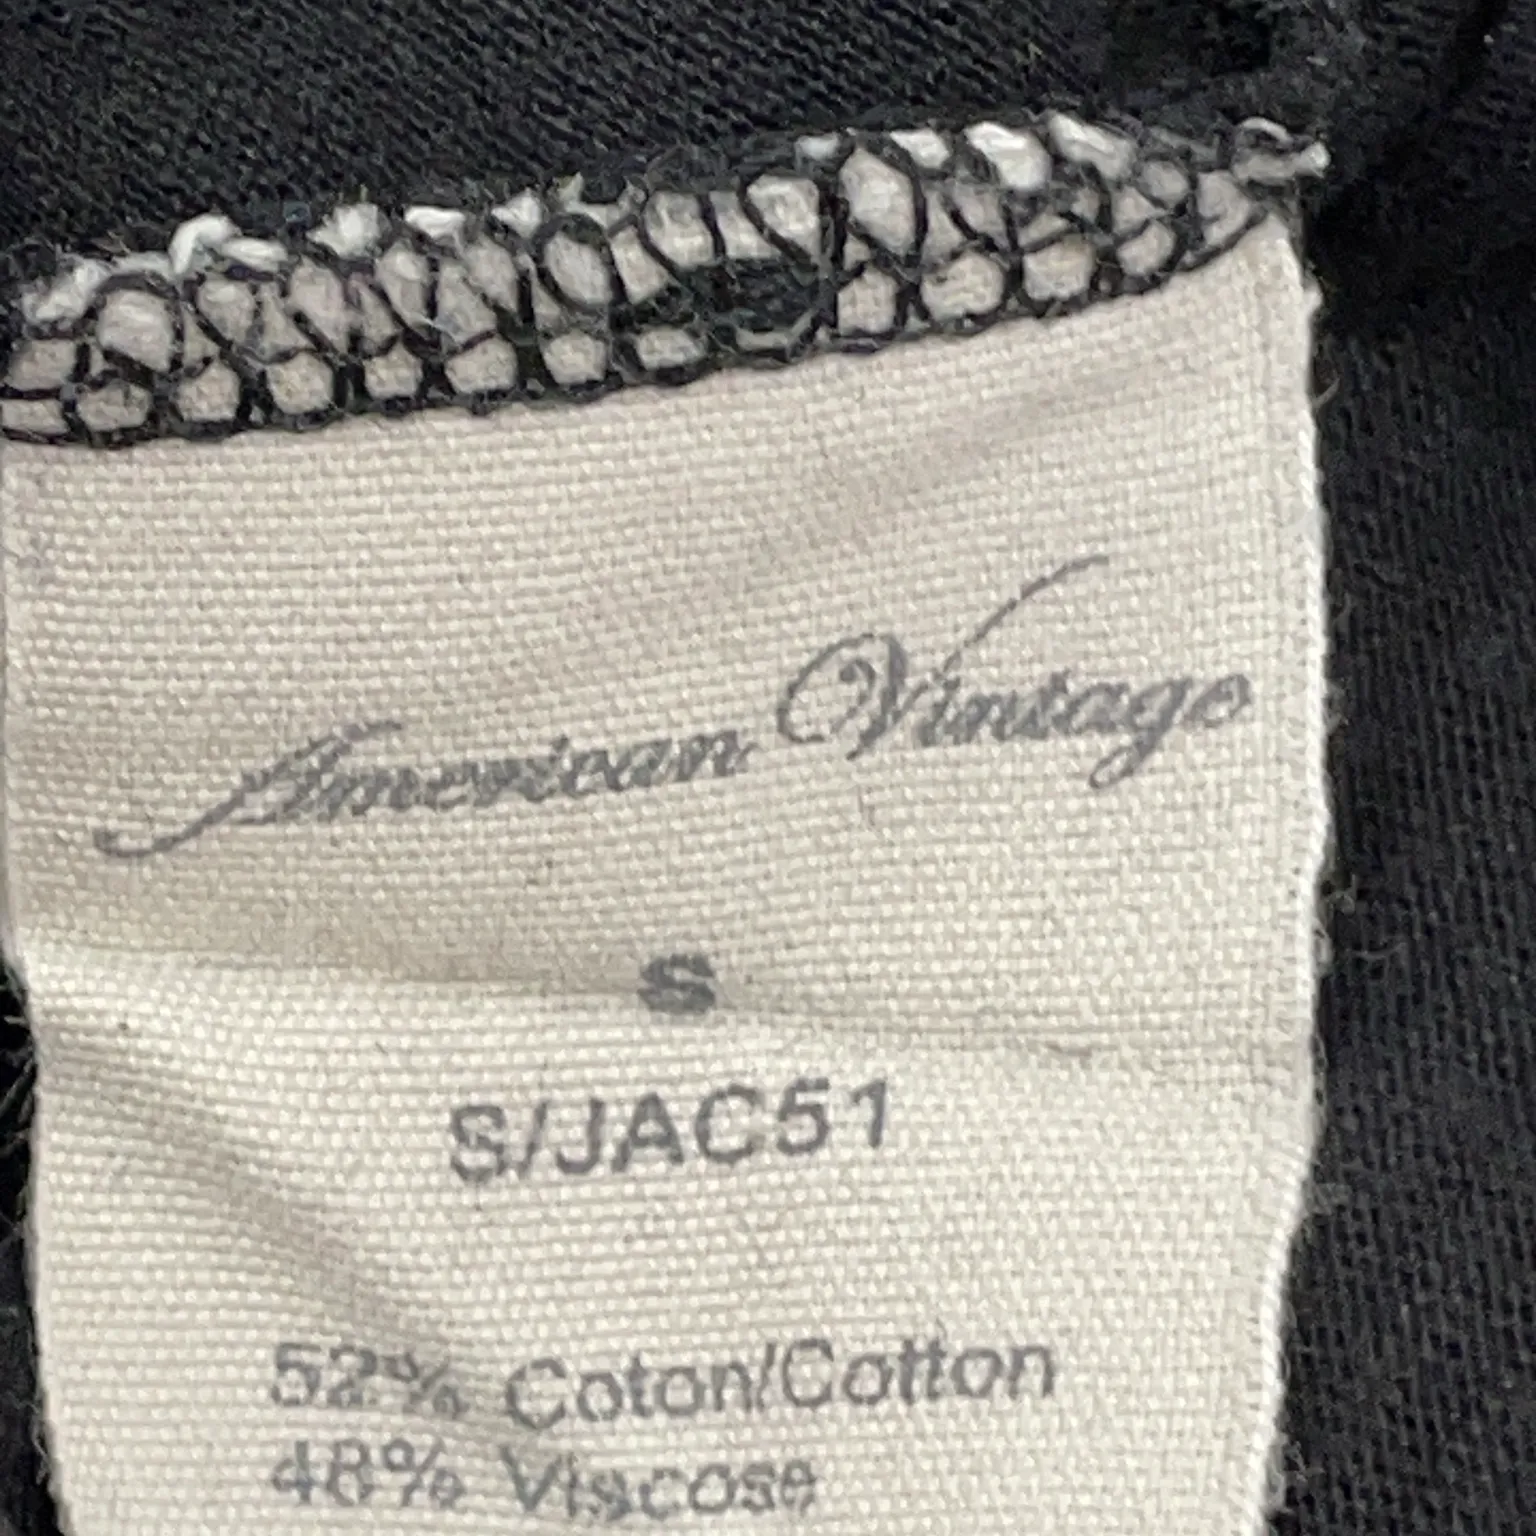 American Vintage
S
S/JAC51
52% Coton/Cotton
48% Viscose